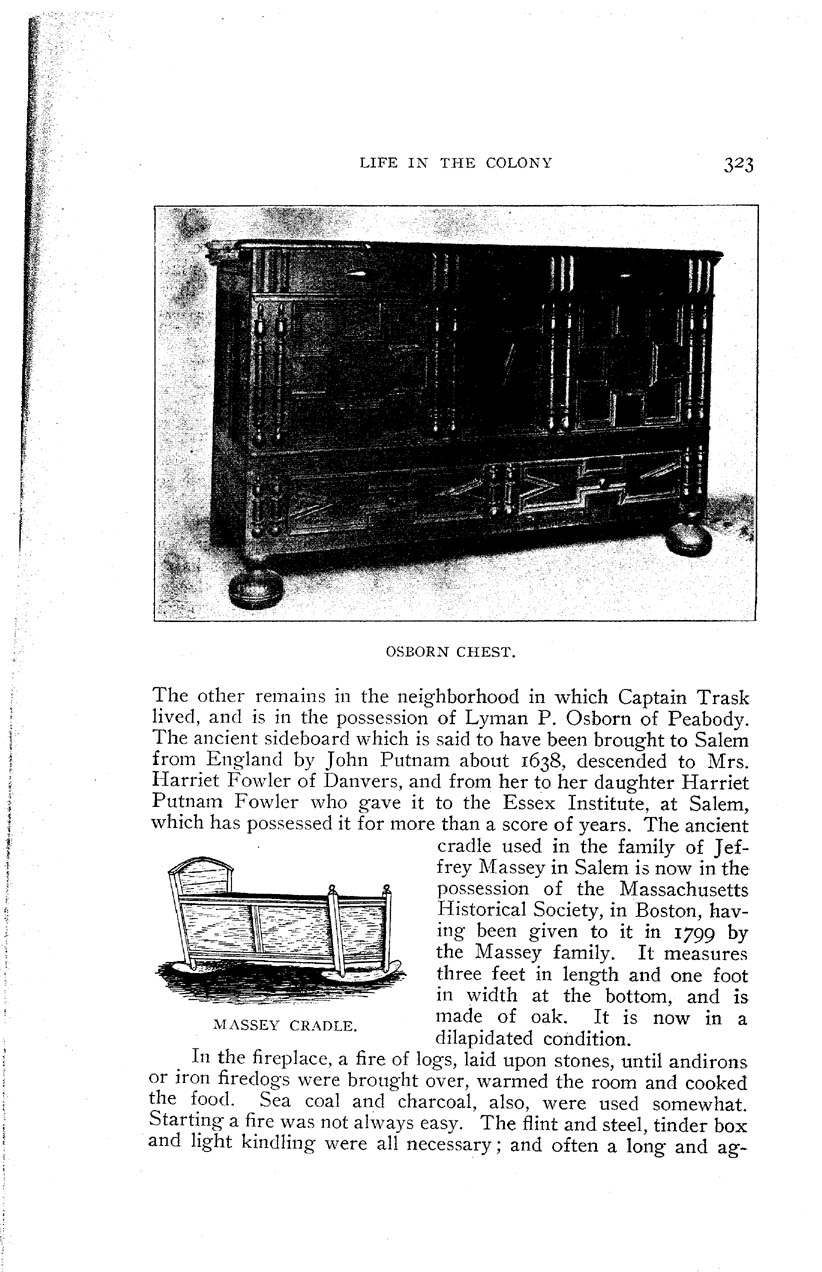 LIFE IN THE COLONY 323
OSBORN CHEST.
The other remains in the neighborhood in which Captain Trask
lived, and is in the possession of Lyman P. Osborn of Peabody.
The ancient sideboard which is said to have been brought to Salem
from England by John Putnam about 1638, descended to Mrs.
Harriet Fowler of Danvers, and from her to her daughter Harriet
Putnam Fowler who gave it to the Essex Institute, at Salem,
which has possessed it for more than a score of years. The ancient
cradle used in the family of Jef-
frey Massey in Salem is now in the
possession of the Massachusetts
Historical Society, in Boston, hav-
ing been given to it in 1799 by
the Massey family. It measures
three feet in length and one foot
in width at the bottom, and is
made of oak. It is now in a
dilapidated condition.
MASSEY CRADLE.
In the fireplace, a fire of logs, laid upon stones, until andirons
or iron firedogs were brought over, warmed the room and cooked
the food. Sea coal and charcoal, also, were used somewhat.
Starting a fire was not always easy. The flint and steel, tinder box
and light kindling were all necessary; and often a long and ag-